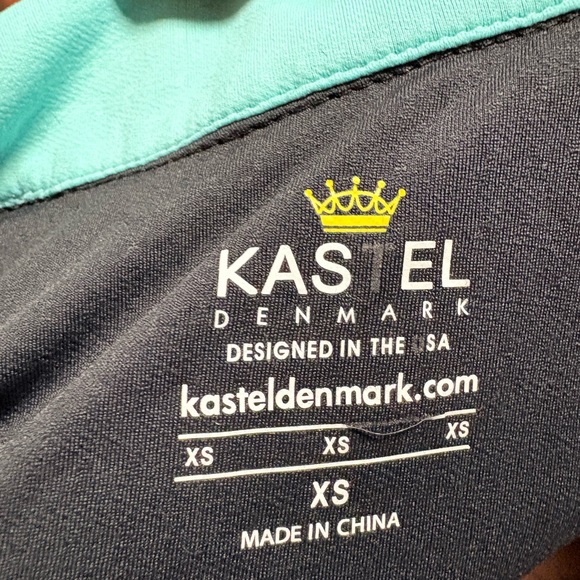 KASTEL
DENMARK
DESIGNED IN THE USA
kasteldenmark.com
XS XS XS
XS
MADE IN CHINA